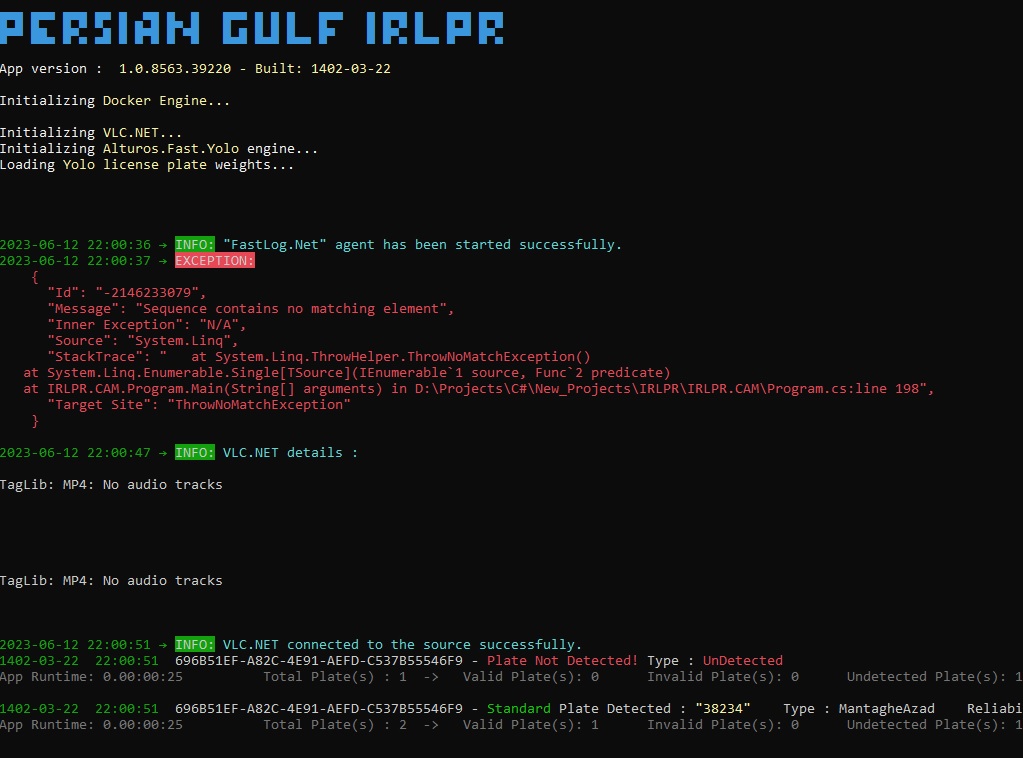 PERSIAN GULF IRLPR
App version :  1.0.8563.39220 - Built: 1402-03-22
Initializing Docker Engine...
Initializing VLC.NET...
Initializing Alturos.Fast.Yolo engine...
Loading Yolo license plate weights...
2023-06-12 22:00:36 → INFO: "FastLog.Net" agent has been started successfully.
2023-06-12 22:00:37 → EXCEPTION:
{
"Id": "-2146233079",
"Message": "Sequence contains no matching element",
"Inner Exception": "N/A",
"Source": "System.Linq",
"StackTrace": "   at System.Linq.ThrowHelper.ThrowNoMatchException()
at System.Linq.Enumerable.Single[TSource](IEnumerable`1 source, Func`2 predicate)
at IRLPR.CAM.Program.Main(String[] arguments) in D:\Projects\C#\New_Projects\IRLPR\IRLPR.CAM\Program.cs:line 198",
"Target Site": "ThrowNoMatchException"
}
2023-06-12 22:00:47 → INFO: VLC.NET details :
TagLib: MP4: No audio tracks
TagLib: MP4: No audio tracks
2023-06-12 22:00:51 → INFO: VLC.NET connected to the source successfully.
1402-03-22  22:00:51  696B51EF-A82C-4E91-AEFD-C537B55546F9 - Plate Not Detected! Type : UnDetected
App Runtime: 0.00:00:25          Total Plate(s) : 1  ->   Valid Plate(s): 0      Invalid Plate(s): 0      Undetected Plate(s): 1
1402-03-22  22:00:51  696B51EF-A82C-4E91-AEFD-C537B55546F9 - Standard Plate Detected : "38234"    Type : MantagheAzad    Reliabi
App Runtime: 0.00:00:25          Total Plate(s) : 2  ->   Valid Plate(s): 1      Invalid Plate(s): 0      Undetected Plate(s): 1